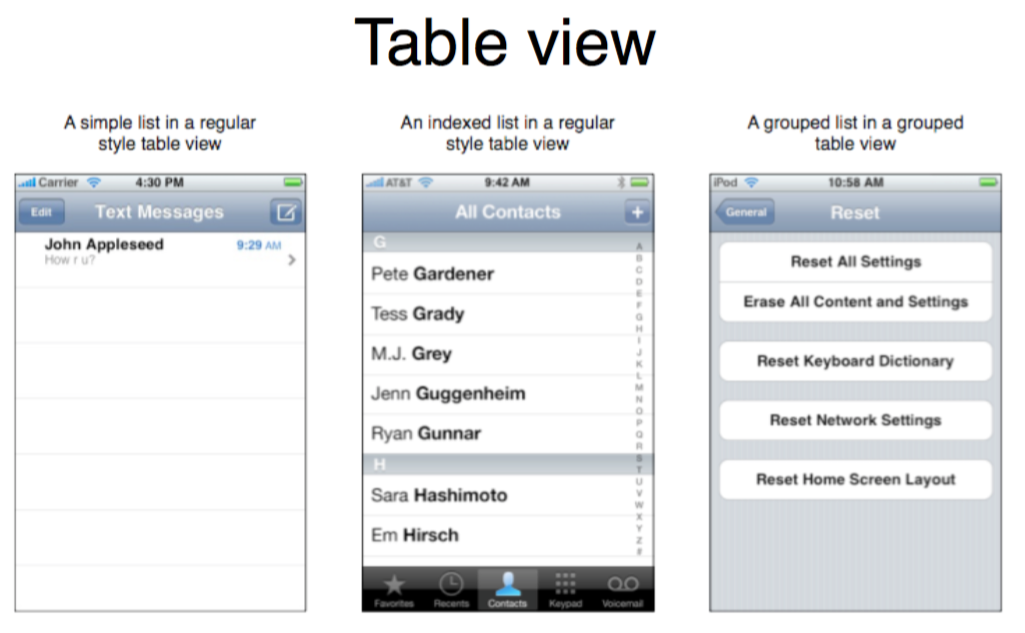 Table view
A simple list in a regular
style table view
Carrier 4:30 PM
Edit Text Messages
John Appleseed 9:29 AM
How r u?
An indexed list in a regular
style table view
AT&T 9:42 AM
All Contacts +
G
Pete Gardener
Tess Grady
M.J. Grey
Jenn Guggenheim
Ryan Gunnar
H
Sara Hashimoto
Em Hirsch
A
B
C
D
E
F
G
H
I
J
K
L
M
N
O
P
Q
R
S
T
U
V
W
X
Y
Z
#
Favorites Recents Contacts Keypad Voicemail
A grouped list in a grouped
table view
iPod 10:58 AM
General Reset
Reset All Settings
Erase All Content and Settings
Reset Keyboard Dictionary
Reset Network Settings
Reset Home Screen Layout